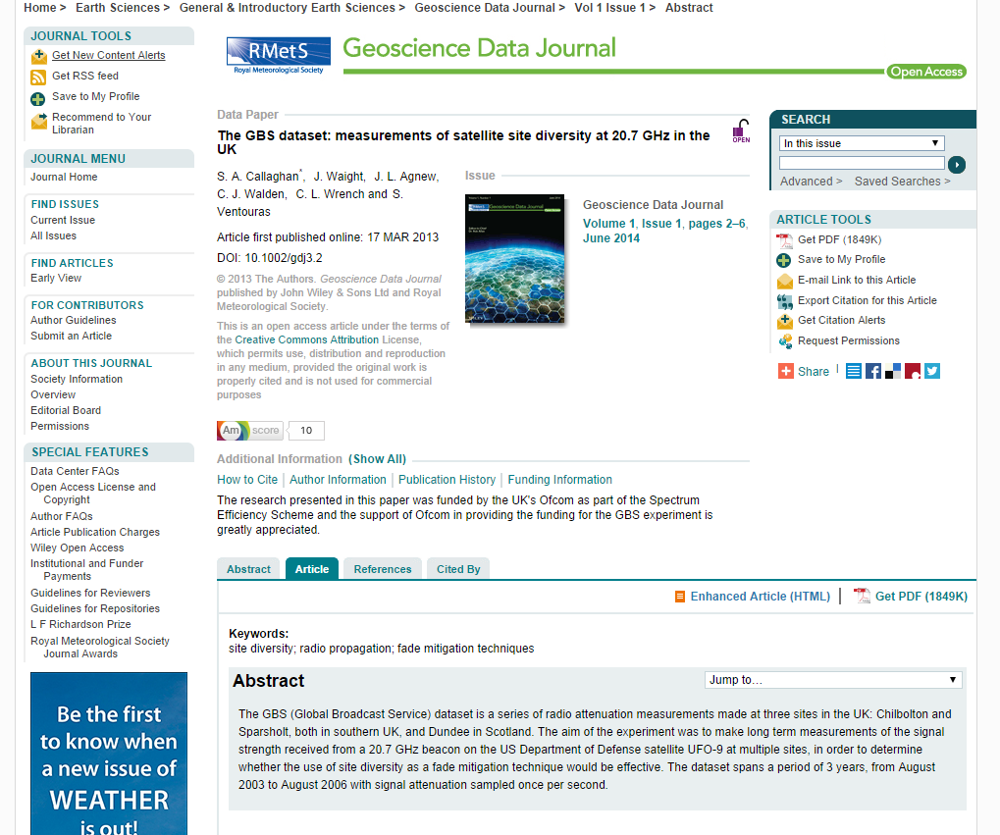 Home > Earth Sciences > General & Introductory Earth Sciences > Geoscience Data Journal > Vol 1 Issue 1 > Abstract
JOURNAL TOOLS
Get New Content Alerts
Get RSS feed
Save to My Profile
Recommend to Your
Librarian
JOURNAL MENU
Journal Home
FIND ISSUES
Current Issue
All Issues
FIND ARTICLES
Early View
FOR CONTRIBUTORS
Author Guidelines
Submit an Article
ABOUT THIS JOURNAL
Society Information
Overview
Editorial Board
Permissions
SPECIAL FEATURES
Data Center FAQs
Open Access License and
Copyright
Author FAQs
Article Publication Charges
Wiley Open Access
Institutional and Funder
Payments
Guidelines for Reviewers
Guidelines for Repositories
L F Richardson Prize
Royal Meteorological Society
Journal Awards
Be the first
to know when
a new issue of
WEATHER
is out!
RMetS
Royal Meteorological Society
Geoscience Data Journal
Open Access
Data Paper
The GBS dataset: measurements of satellite site diversity at 20.7 GHz in the
UK
OPEN
S. A. Callaghan*, J. Waight, J. L. Agnew,
C. J. Walden, C. L. Wrench and S.
Ventouras
Article first published online: 17 MAR 2013
DOI: 10.1002/gdj3.2
© 2013 The Authors. Geoscience Data Journal
published by John Wiley & Sons Ltd and Royal
Meteorological Society.
This is an open access article under the terms of
the Creative Commons Attribution License,
which permits use, distribution and reproduction
in any medium, provided the original work is
properly cited and is not used for commercial
purposes
Issue
Geoscience Data Journal
Geoscience Data Journal
Volume 1, Issue 1, pages 2–6,
June 2014
Am score 10
Additional Information (Show All)
How to Cite | Author Information | Publication History | Funding Information
The research presented in this paper was funded by the UK's Ofcom as part of the Spectrum
Efficiency Scheme and the support of Ofcom in providing the funding for the GBS experiment is
greatly appreciated.
Abstract Article References Cited By
Enhanced Article (HTML) | Get PDF (1849K)
Keywords:
site diversity; radio propagation; fade mitigation techniques
Abstract
Jump to…
The GBS (Global Broadcast Service) dataset is a series of radio attenuation measurements made at three sites in the UK: Chilbolton and
Sparsholt, both in southern UK, and Dundee in Scotland. The aim of the experiment was to make long term measurements of the signal
strength received from a 20.7 GHz beacon on the US Department of Defense satellite UFO-9 at multiple sites, in order to determine
whether the use of site diversity as a fade mitigation technique would be effective. The dataset spans a period of 3 years, from August
2003 to August 2006 with signal attenuation sampled once per second.
SEARCH
In this issue
Advanced > Saved Searches >
ARTICLE TOOLS
Get PDF (1849K)
Save to My Profile
E-mail Link to this Article
Export Citation for this Article
Get Citation Alerts
Request Permissions
Share